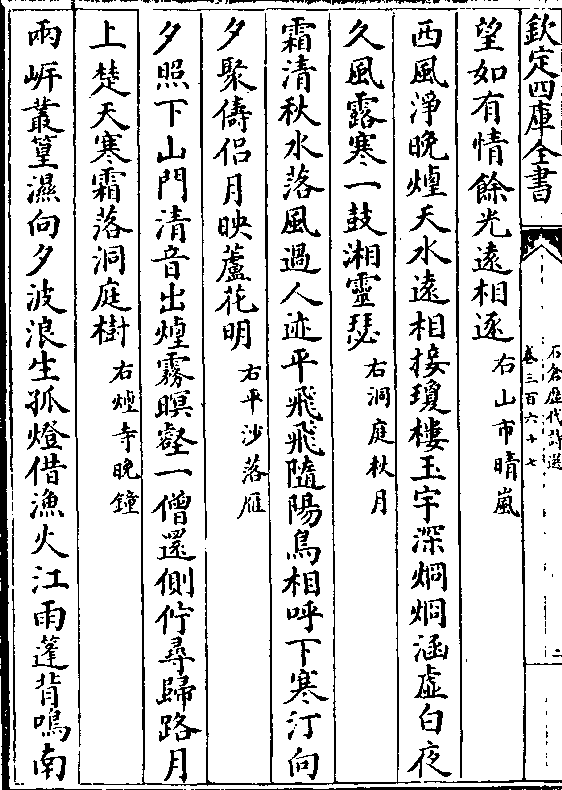 欽定四庫全書
石倉歴代詩選
卷三百六十七
二
望如有情餘光遠相逐右山市晴嵐
西風淨晚煙天水遠相接瓊樓玉宇深炯炯涵虛白夜
久風露寒一鼓湘靈瑟右洞庭秋月
霜清秋水落風過人迹平飛飛隨陽鳥相呼下寒汀向
夕聚儔侣月映蘆花明右平沙落雁
夕照下山門清音出煙霧暝壑一僧還側佇尋歸路月
上楚天寒霜落洞庭樹右煙寺晚鐘
兩岸叢篁濕向夕波浪生孤燈借漁火江雨蓬背鳴南